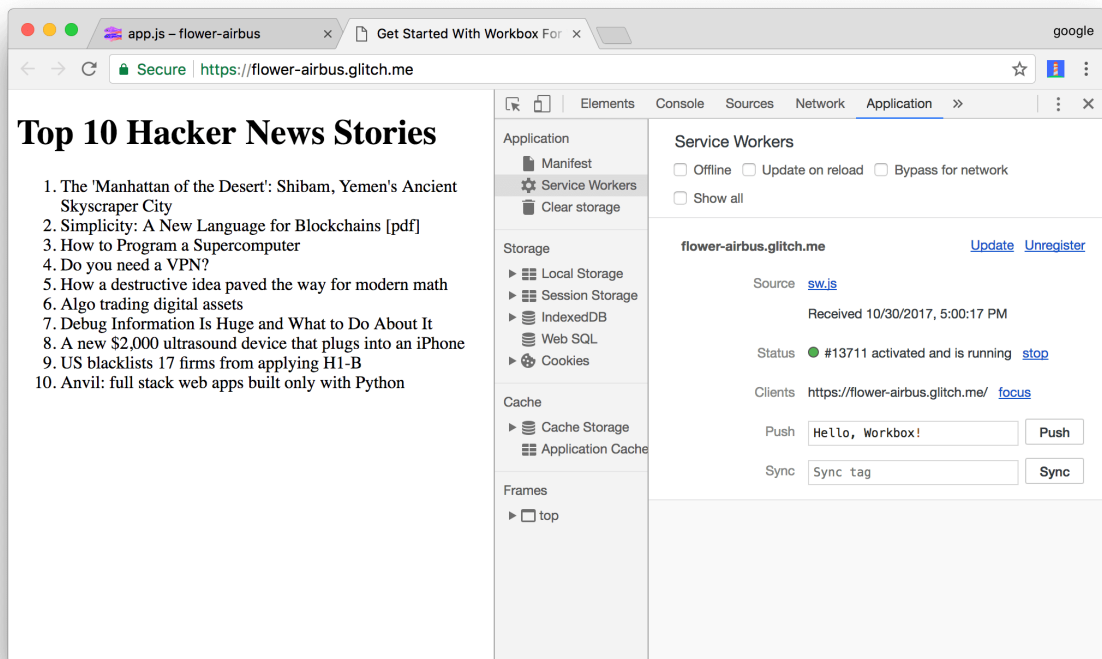 app.js – flower-airbus
Get Started With Workbox For
google
Secure
https://flower-airbus.glitch.me
Top 10 Hacker News Stories
1. The 'Manhattan of the Desert': Shibam, Yemen's Ancient
Skyscraper City
2. Simplicity: A New Language for Blockchains [pdf]
3. How to Program a Supercomputer
4. Do you need a VPN?
5. How a destructive idea paved the way for modern math
6. Algo trading digital assets
7. Debug Information Is Huge and What to Do About It
8. A new $2,000 ultrasound device that plugs into an iPhone
9. US blacklists 17 firms from applying H1-B
10. Anvil: full stack web apps built only with Python
Elements Console Sources Network Application »
Application
Manifest
Service Workers
Clear storage
Storage
Local Storage
Session Storage
IndexedDB
Web SQL
Cookies
Cache
Cache Storage
Application Cache
Frames
top
Service Workers
Offline Update on reload Bypass for network
Show all
flower-airbus.glitch.me Update Unregister
Source sw.js
Received 10/30/2017, 5:00:17 PM
Status #13711 activated and is running stop
Clients https://flower-airbus.glitch.me/ focus
Push Hello, Workbox! Push
Sync Sync tag Sync